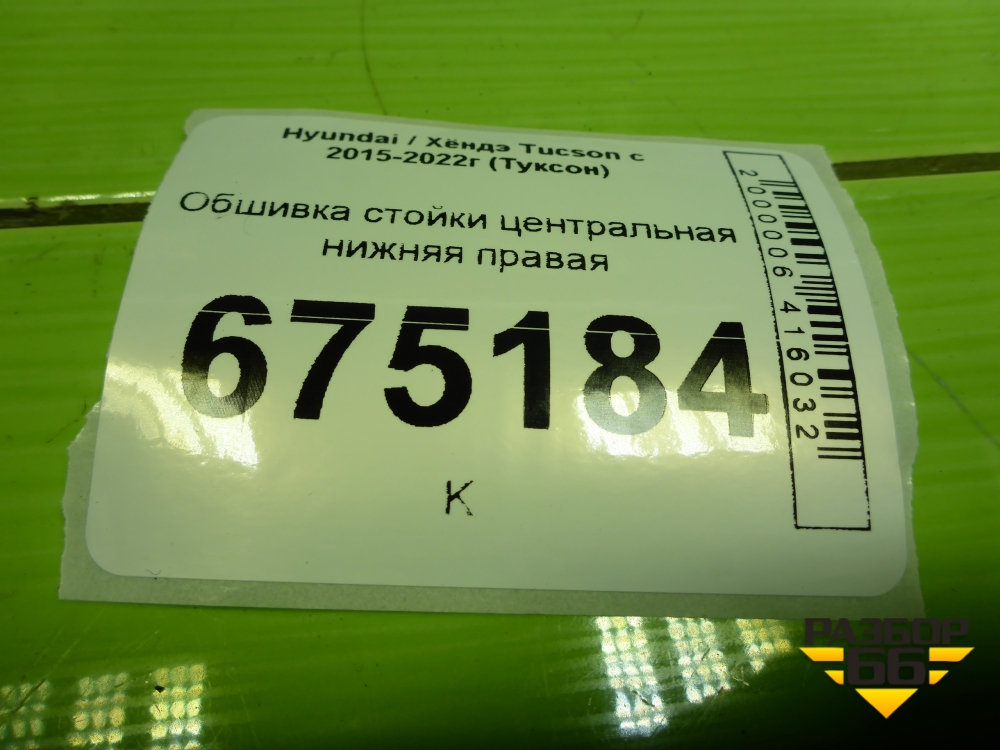 Hyundai / Хёндэ Tucson с
2015-2022г (Туксон)
Обшивка стойки центральная
нижняя правая
675184
К
2000006416032
РАЗБОР
66